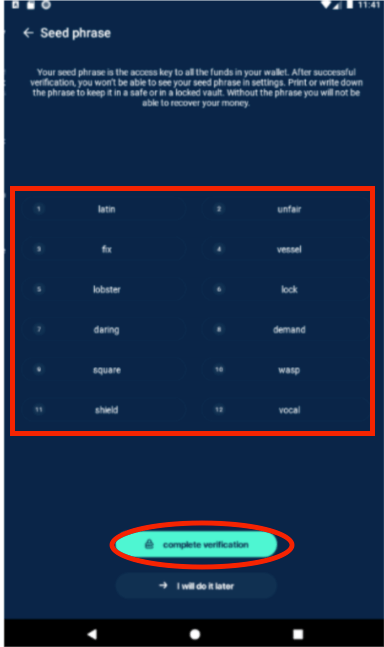 11:41
Seed phrase
Your seed phrase is the access key to all the funds in your wallet. After successful
verification, you won't be able to see your seed phrase in settings. Print or write down
the phrase to keep it in a safe or in a locked vault. Without the phrase you will not be
able to recover your money.
1 latin 2 unfair
3 fix 4 vessel
5 lobster 6 lock
7 daring 8 demand
9 square 10 wasp
11 shield 12 vocal
complete verification
I will do it later